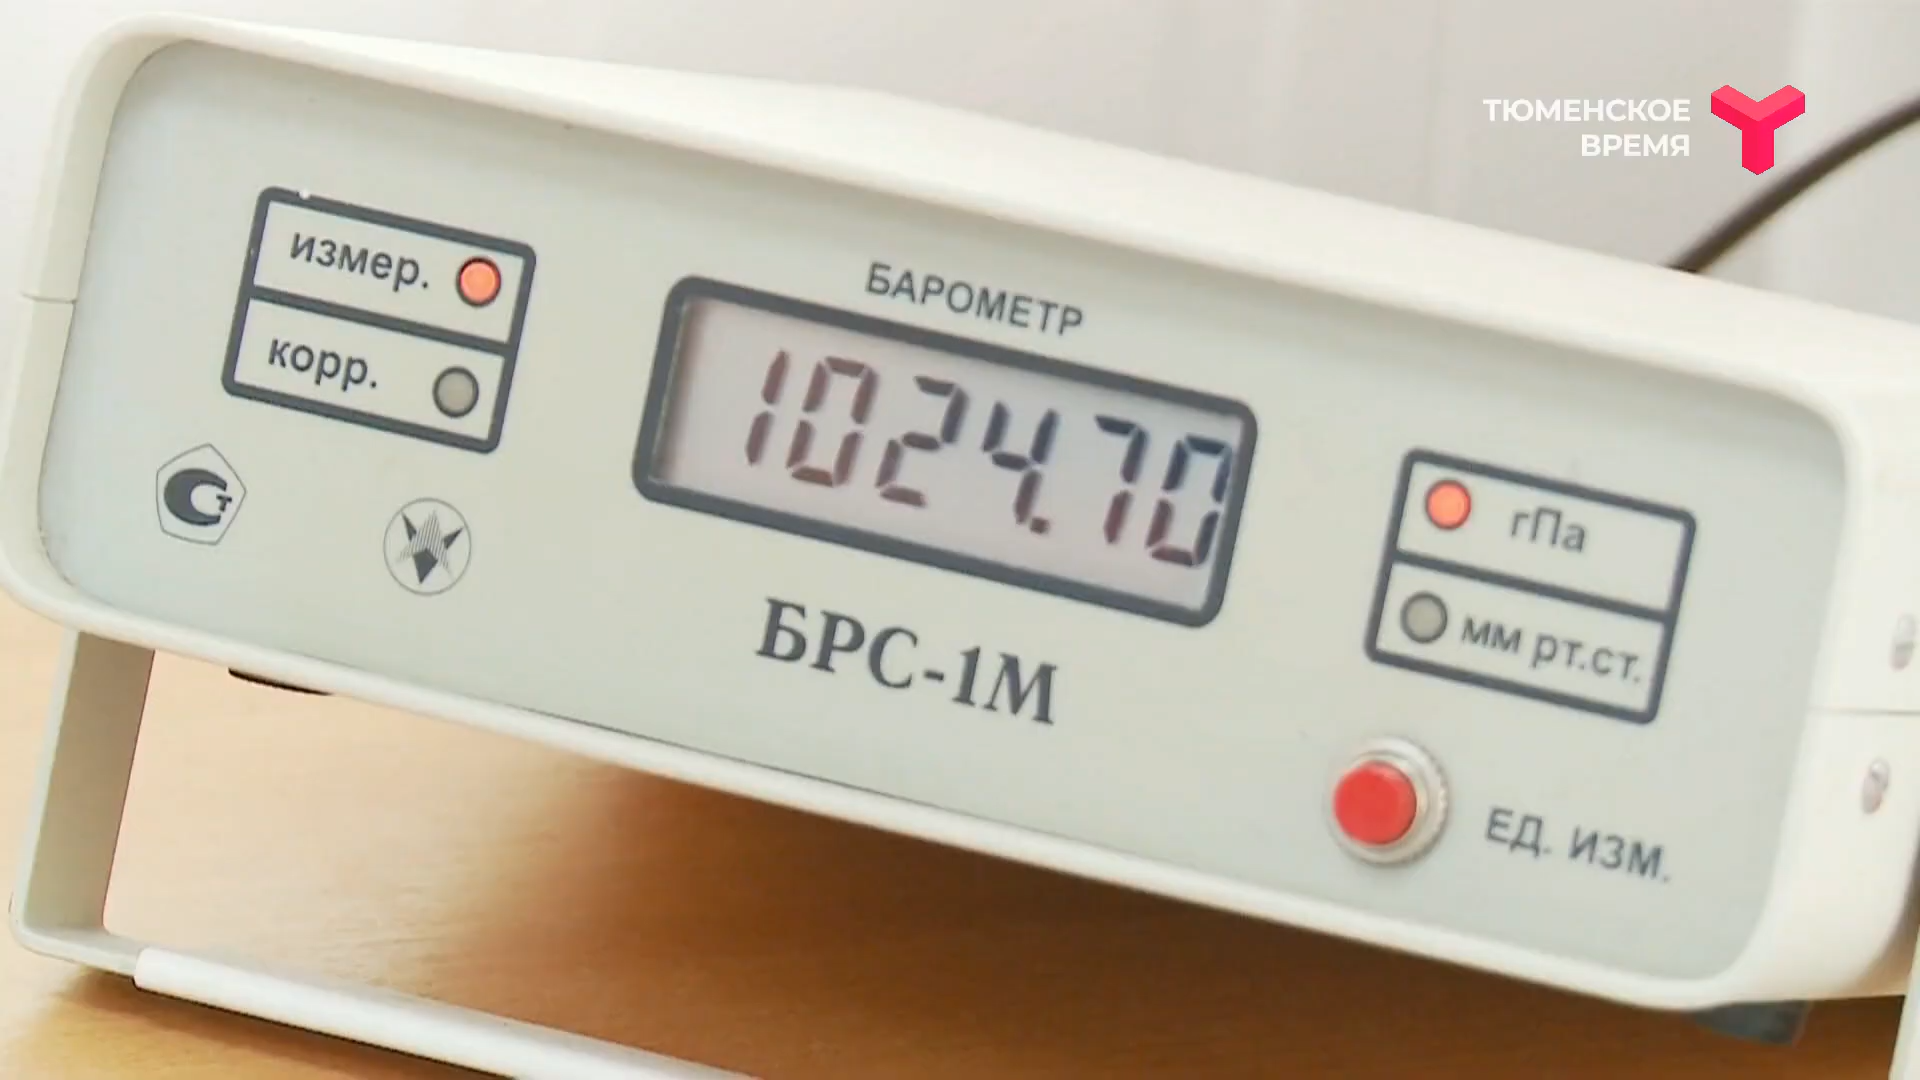 ТЮМЕНСКОЕ
ВРЕМЯ
измер.
корр.
БАРОМЕТР
1024.70
гПа
мм рт.ст.
БРС-1М
ЕД. ИЗМ.